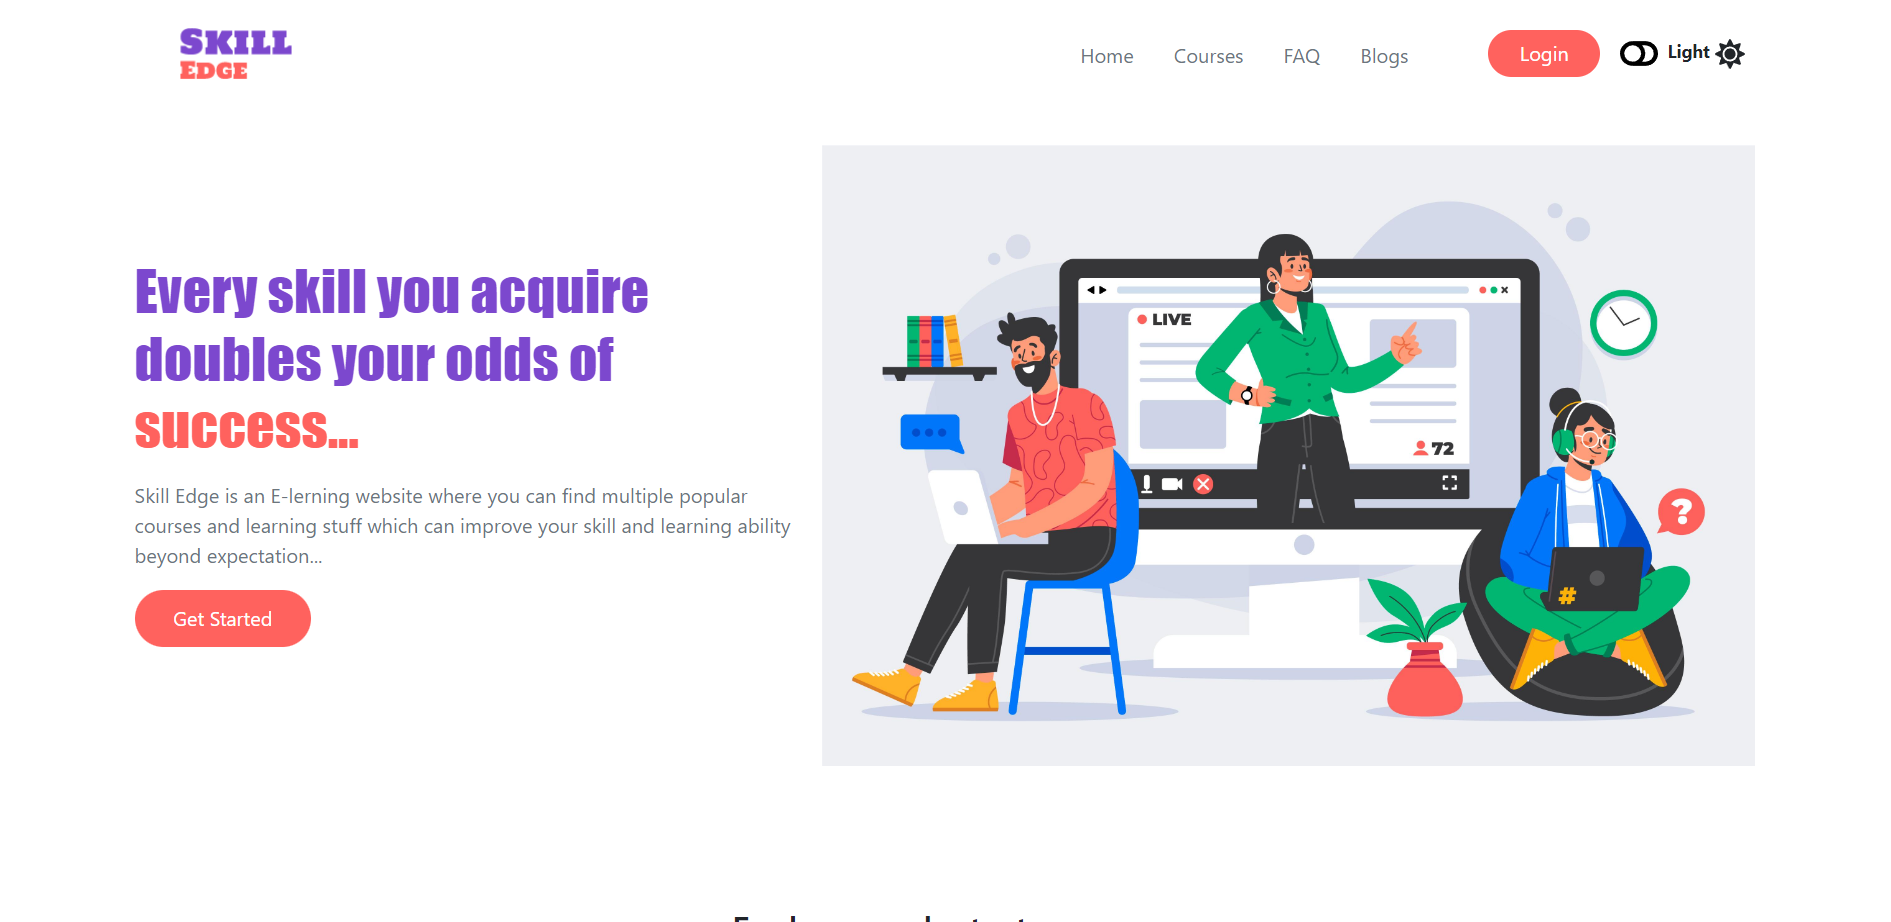 SKILL
EDGE
Home Courses FAQ Blogs Login Light
Every skill you acquire
doubles your odds of
success...
Skill Edge is an E-lerning website where you can find multiple popular
courses and learning stuff which can improve your skill and learning ability
beyond expectation...
Get Started
LIVE
72
?
#